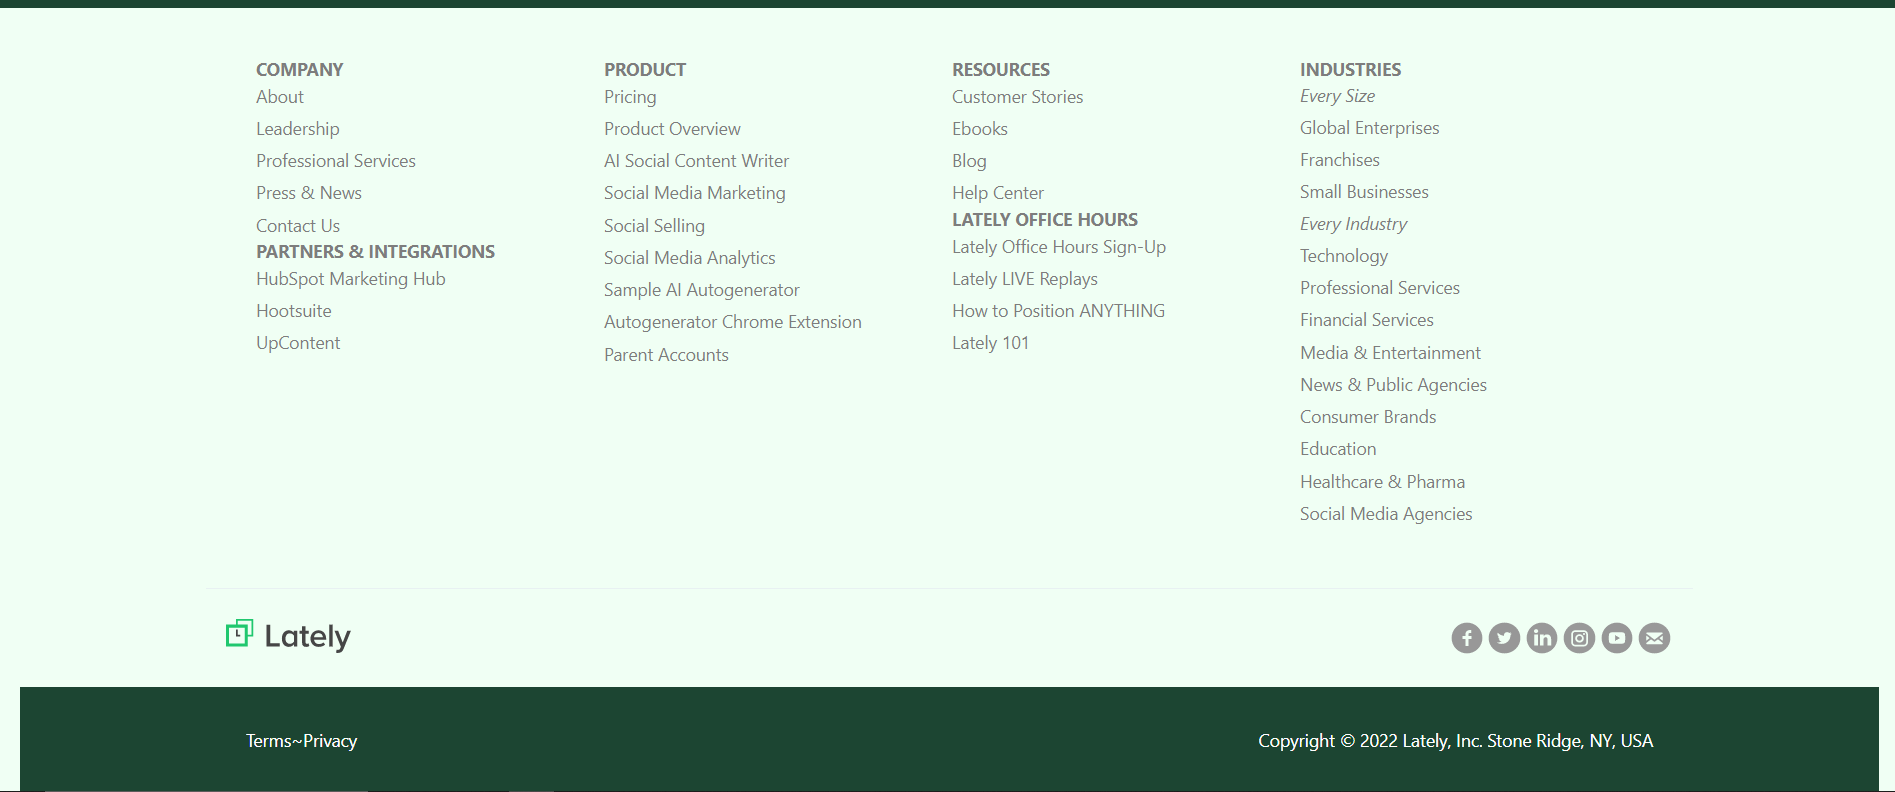 COMPANY
About
Leadership
Professional Services
Press & News
Contact Us
PARTNERS & INTEGRATIONS
HubSpot Marketing Hub
Hootsuite
UpContent
PRODUCT
Pricing
Product Overview
AI Social Content Writer
Social Media Marketing
Social Selling
Social Media Analytics
Sample AI Autogenerator
Autogenerator Chrome Extension
Parent Accounts
RESOURCES
Customer Stories
Ebooks
Blog
Help Center
LATELY OFFICE HOURS
Lately Office Hours Sign-Up
Lately LIVE Replays
How to Position ANYTHING
Lately 101
INDUSTRIES
Every Size
Global Enterprises
Franchises
Small Businesses
Every Industry
Technology
Professional Services
Financial Services
Media & Entertainment
News & Public Agencies
Consumer Brands
Education
Healthcare & Pharma
Social Media Agencies
Lately
Terms~Privacy
Copyright © 2022 Lately, Inc. Stone Ridge, NY, USA